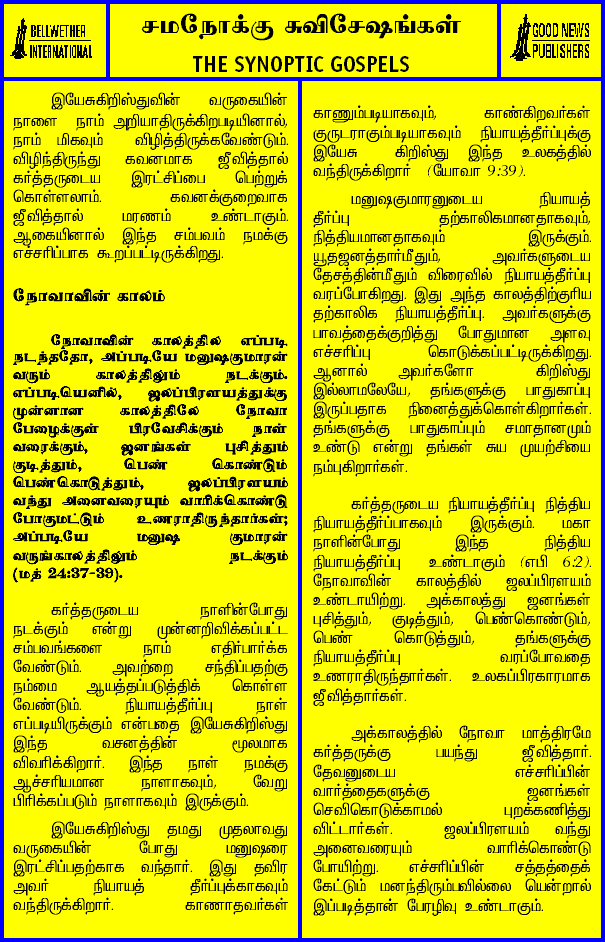 BELLWETHER
INTERNATIONAL
சமநோக்கு சுவிசேஷங்கள்
THE SYNOPTIC GOSPELS
GOOD NEWS
PUBLISHERS
இயேசுகிறிஸ்துவின் வருகையின்
நாளை நாம் அறியாதிருக்கிறபடியினால்,
நாம் மிகவும் விழித்திருக்கவேண்டும்.
விழிந்திருந்து கவனமாக ஜீவித்தால்
கர்த்தருடைய இரட்சிப்பை பெற்றுக்
கொள்ளலாம். கவனக்குறைவாக
ஜீவித்தால் மரணம் உண்டாகும்.
ஆகையினால் இந்த சம்பவம் நமக்கு
எச்சரிப்பாக கூறப்பட்டிருக்கிறது.
நோவாவின் காலம்
நோவாவின் காலத்தில் எப்படி
நடந்ததோ, அப்படியே மனுஷகுமாரன்
வரும் காலத்திலும் நடக்கும்.
எப்படியெனில், ஜலப்பிரளயத்துக்கு
முன்னான காலத்திலே நோவா
பேழைக்குள் பிரவேசிக்கும் நாள்
வரைக்கும், ஜனங்கள் புசித்தும்
குடித்தும், பெண் கொண்டும்
பெண்கொடுத்தும், ஜலப்பிரளயம்
வந்து அனைவரையும் வாரிக்கொண்டு
போகுமட்டும் உணராதிருந்தார்கள்;
அப்படியே மனுஷ குமாரன்
வருங்காலத்திலும் நடக்கும்
(மத் 24:37-39).
கர்த்தருடைய நாளின்போது
நடக்கும் என்று முன்னறிவிக்கப்பட்ட
சம்பவங்களை நாம் எதிர்பார்க்க
வேண்டும். அவற்றை சந்திப்பதற்கு
நம்மை ஆயத்தப்படுத்திக் கொள்ள
வேண்டும். நியாயத்தீர்ப்பு நாள்
எப்படியிருக்கும் என்பதை இயேசுகிறிஸ்து
இந்த வசனத்தின் மூலமாக
விவரிக்கிறார். இந்த நாள் நமக்கு
ஆச்சரியமான நாளாகவும், வேறு
பிரிக்கப்படும் நாளாகவும் இருக்கும்.
இயேசுகிறிஸ்து தமது முதலாவது
வருகையின் போது மனுஷரை
இரட்சிப்பதற்காக வந்தார். இது தவிர
அவர் நியாயத் தீர்ப்புக்காகவும்
வந்திருக்கிறார். காணாதவர்கள்
காணும்படியாகவும், காண்கிறவர்கள்
குருடராகும்படியாகவும் நியாயத்தீர்ப்புக்கு
இயேசு கிறிஸ்து இந்த உலகத்தில்
வந்திருக்கிறார் (யோவா 9:39).
மனுஷகுமாரனுடைய நியாயத்
தீர்ப்பு தற்காலிகமானதாகவும்,
நித்தியமானதாகவும் இருக்கும்.
யூதஜனத்தார்மீதும், அவர்களுடைய
தேசத்தின்மீதும் விரைவில் நியாயத்தீர்ப்பு
வரப்போகிறது. இது அந்த காலத்திற்குரிய
தற்காலிக நியாயத்தீர்ப்பு. அவர்களுக்கு
பாவத்தைக்குறித்து போதுமான அளவு
எச்சரிப்பு கொடுக்கப்பட்டிருக்கிறது.
ஆனால் அவர்களோ கிறிஸ்து
இல்லாமலேயே, தங்களுக்கு பாதுகாப்பு
இருப்பதாக நினைத்துக்கொள்கிறார்கள்.
தங்களுக்கு பாதுகாப்பும் சமாதானமும்
உண்டு என்று தங்கள் சுய முயற்சியை
நம்புகிறார்கள்.
கர்த்தருடைய நியாயத்தீர்ப்பு நித்திய
நியாயத்தீர்ப்பாகவும் இருக்கும். மகா
நாளின்போது இந்த நித்திய
நியாயத்தீர்ப்பு உண்டாகும் (எபி 6:2).
நோவாவின் காலத்தில் ஜலப்பிரளயம்
உண்டாயிற்று. அக்காலத்து ஜனங்கள்
புசித்தும், குடித்தும், பெண்கொண்டும்,
பெண் கொடுத்தும், தங்களுக்கு
நியாயத்தீர்ப்பு வரப்போவதை
உணராதிருந்தார்கள். உலகப்பிரகாரமாக
ஜீவித்தார்கள்.
அக்காலத்தில் நோவா மாத்திரமே
கர்த்தருக்கு பயந்து ஜீவித்தார்.
தேவனுடைய எச்சரிப்பின்
வார்த்தைகளுக்கு ஜனங்கள்
செவிகொடுக்காமல் புறக்கணித்து
விட்டார்கள். ஜலப்பிரளயம் வந்து
அனைவரையும் வாரிக்கொண்டு
போயிற்று. எச்சரிப்பின் சத்தத்தைக்
கேட்டும் மனந்திரும்பவில்லை யென்றால்
இப்படித்தான் பேரழிவு உண்டாகும்.